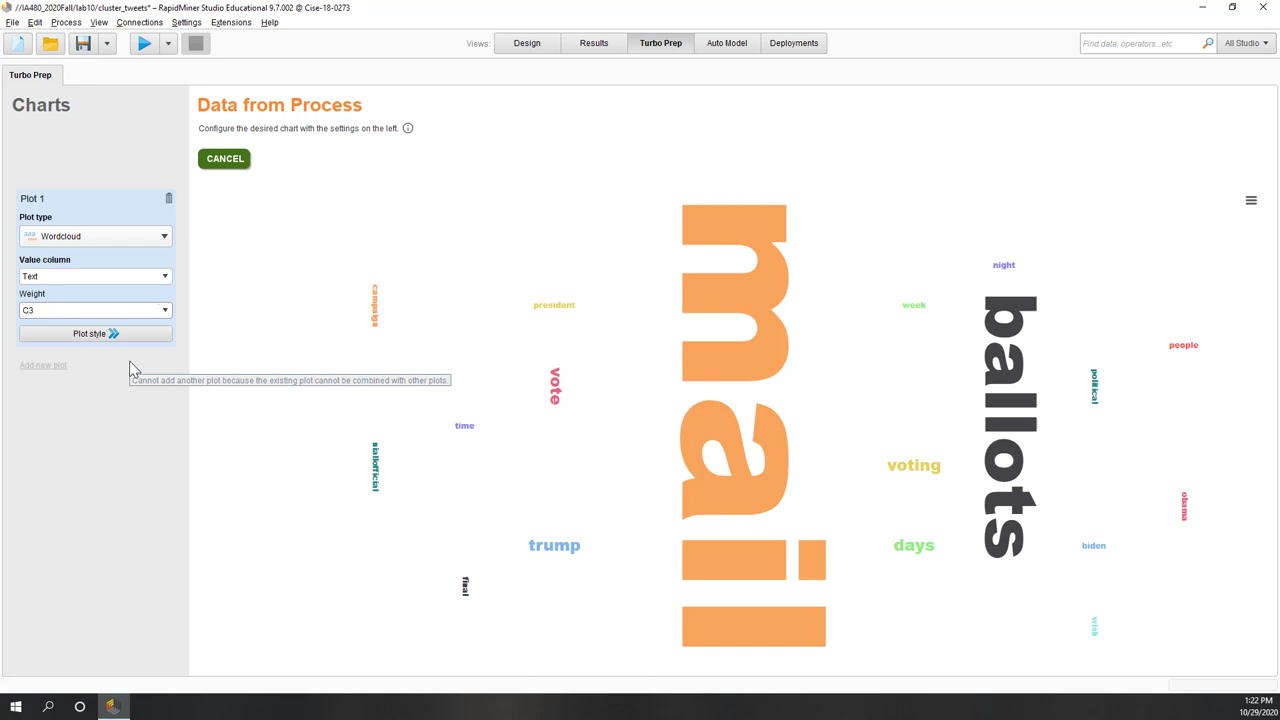 //IA480_2020Fall/lab10/cluster_tweets* – RapidMiner Studio Educational 9.7.002 @ Cise-18-0273
File Edit Process View Connections Settings Extensions Help
Views: Design Results Turbo Prep Auto Model Deployments
Find data, operators...etc
All Studio
Turbo Prep
Charts
Data from Process
Configure the desired chart with the settings on the left.
CANCEL
Plot 1
Plot type
Wordcloud
Value column
Text
Weight
C3
Plot style
Add new plot
Cannot add another plot because the existing plot cannot be combined with other plots.
mail
ballots
night
campaign
president
week
people
vote
political
time
voting
niallofficial
obama
trump
days
biden
final
wish
1:22 PM
10/29/2020